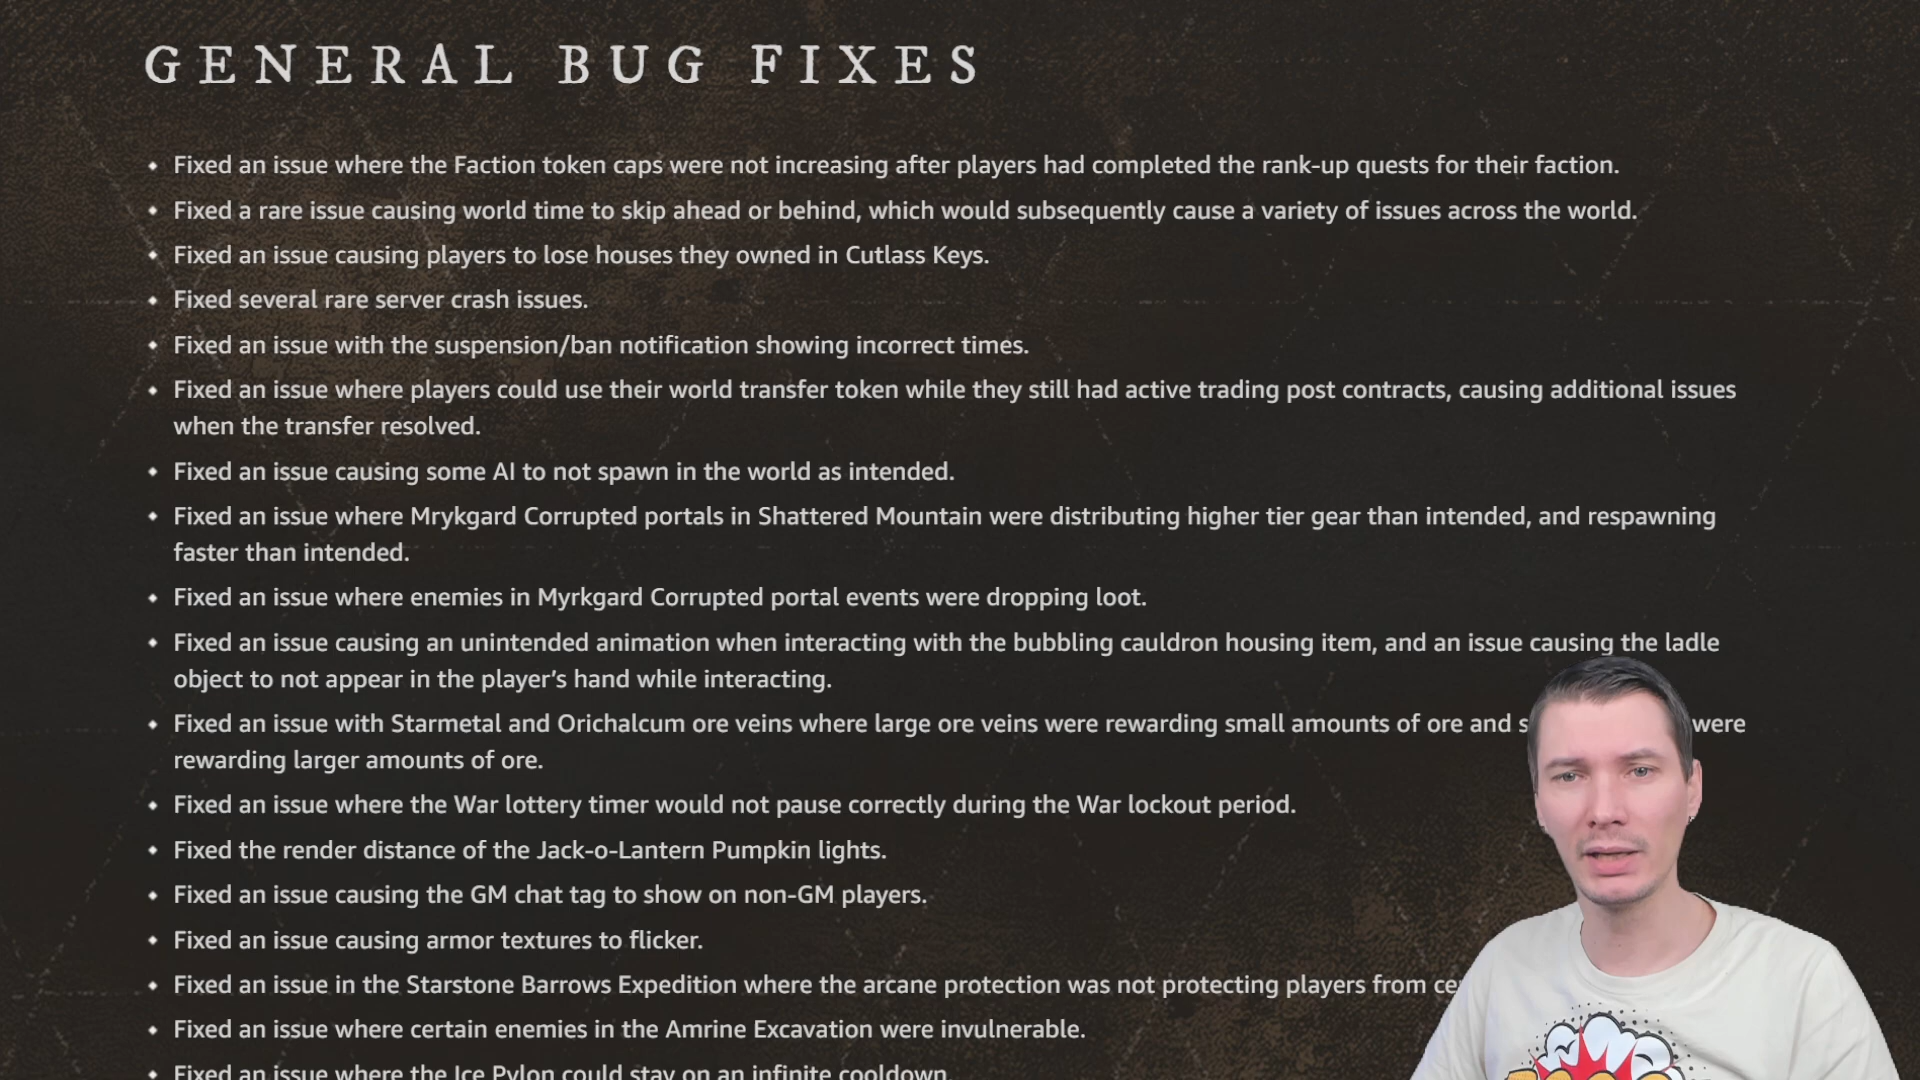 GENERAL BUG FIXES
Fixed an issue where the Faction token caps were not increasing after players had completed the rank-up quests for their faction.
Fixed a rare issue causing world time to skip ahead or behind, which would subsequently cause a variety of issues across the world.
Fixed an issue causing players to lose houses they owned in Cutlass Keys.
Fixed several rare server crash issues.
Fixed an issue with the suspension/ban notification showing incorrect times.
Fixed an issue where players could use their world transfer token while they still had active trading post contracts, causing additional issues
when the transfer resolved.
Fixed an issue causing some AI to not spawn in the world as intended.
Fixed an issue where Mrykgard Corrupted portals in Shattered Mountain were distributing higher tier gear than intended, and respawning
faster than intended.
Fixed an issue where enemies in Myrkgard Corrupted portal events were dropping loot.
Fixed an issue causing an unintended animation when interacting with the bubbling cauldron housing item, and an issue causing the ladle
object to not appear in the player’s hand while interacting.
Fixed an issue with Starmetal and Orichalcum ore veins where large ore veins were rewarding small amounts of ore and were
rewarding larger amounts of ore.
Fixed an issue where the War lottery timer would not pause correctly during the War lockout period.
Fixed the render distance of the Jack-o-Lantern Pumpkin lights.
Fixed an issue causing the GM chat tag to show on non-GM players.
Fixed an issue causing armor textures to flicker.
Fixed an issue in the Starstone Barrows Expedition where the arcane protection was not protecting players from
Fixed an issue where certain enemies in the Amrine Excavation were invulnerable.
Fixed an issue where the Ice Pylon could stay on an infinite cooldown.